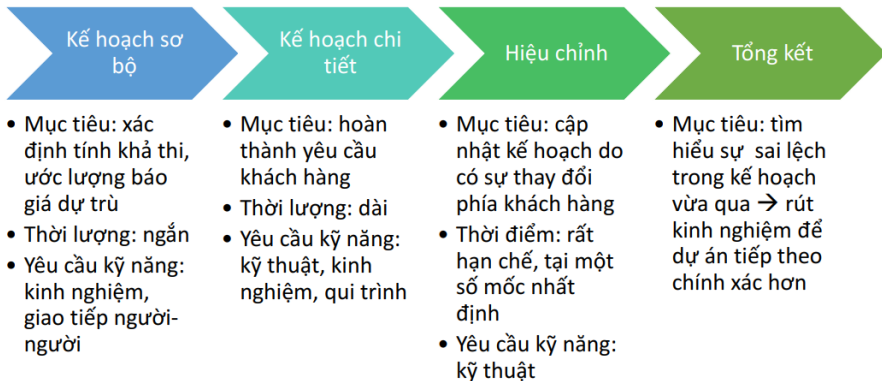 Kế hoạch sơ
bộ
Kế hoạch chi
tiết
Hiệu chỉnh
Tổng kết
• Mục tiêu: xác
định tính khả thi,
ước lượng báo
giá dự trù
• Thời lượng: ngắn
• Yêu cầu kỹ năng:
kinh nghiệm,
giao tiếp người-
người
• Mục tiêu: hoàn
thành yêu cầu
khách hàng
• Thời lượng: dài
• Yêu cầu kỹ năng:
kỹ thuật, kinh
nghiệm, qui trình
• Mục tiêu: cập
nhật kế hoạch do
có sự thay đổi
phía khách hàng
• Thời điểm: rất
hạn chế, tại một
số mốc nhất
định
• Yêu cầu kỹ năng:
kỹ thuật
• Mục tiêu: tìm
hiểu sự sai lệch
trong kế hoạch
vừa qua → rút
kinh nghiệm để
dự án tiếp theo
chính xác hơn